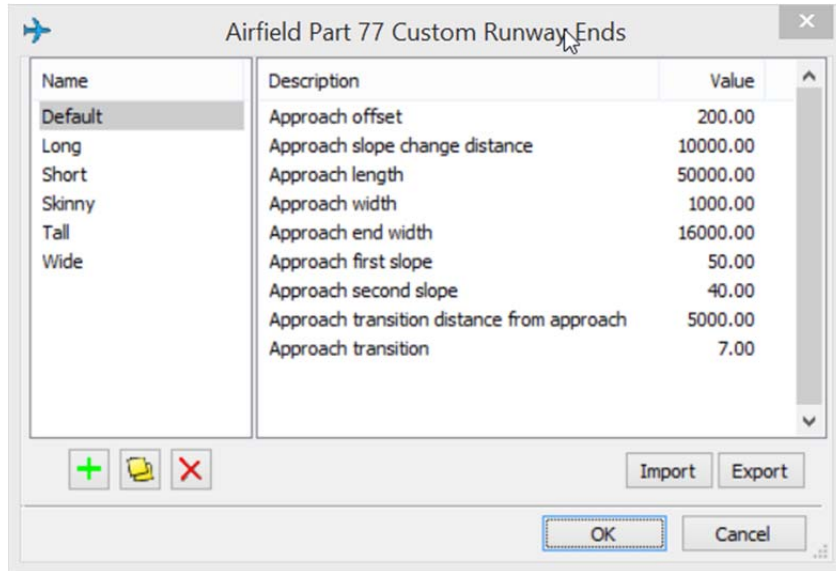 Airfield Part 77 Custom Runway Ends
Name
Default
Long
Short
Skinny
Tall
Wide
Description Value
Approach offset 200.00
Approach slope change distance 10000.00
Approach length 50000.00
Approach width 1000.00
Approach end width 16000.00
Approach first slope 50.00
Approach second slope 40.00
Approach transition distance from approach 5000.00
Approach transition 7.00
Import Export
OK Cancel